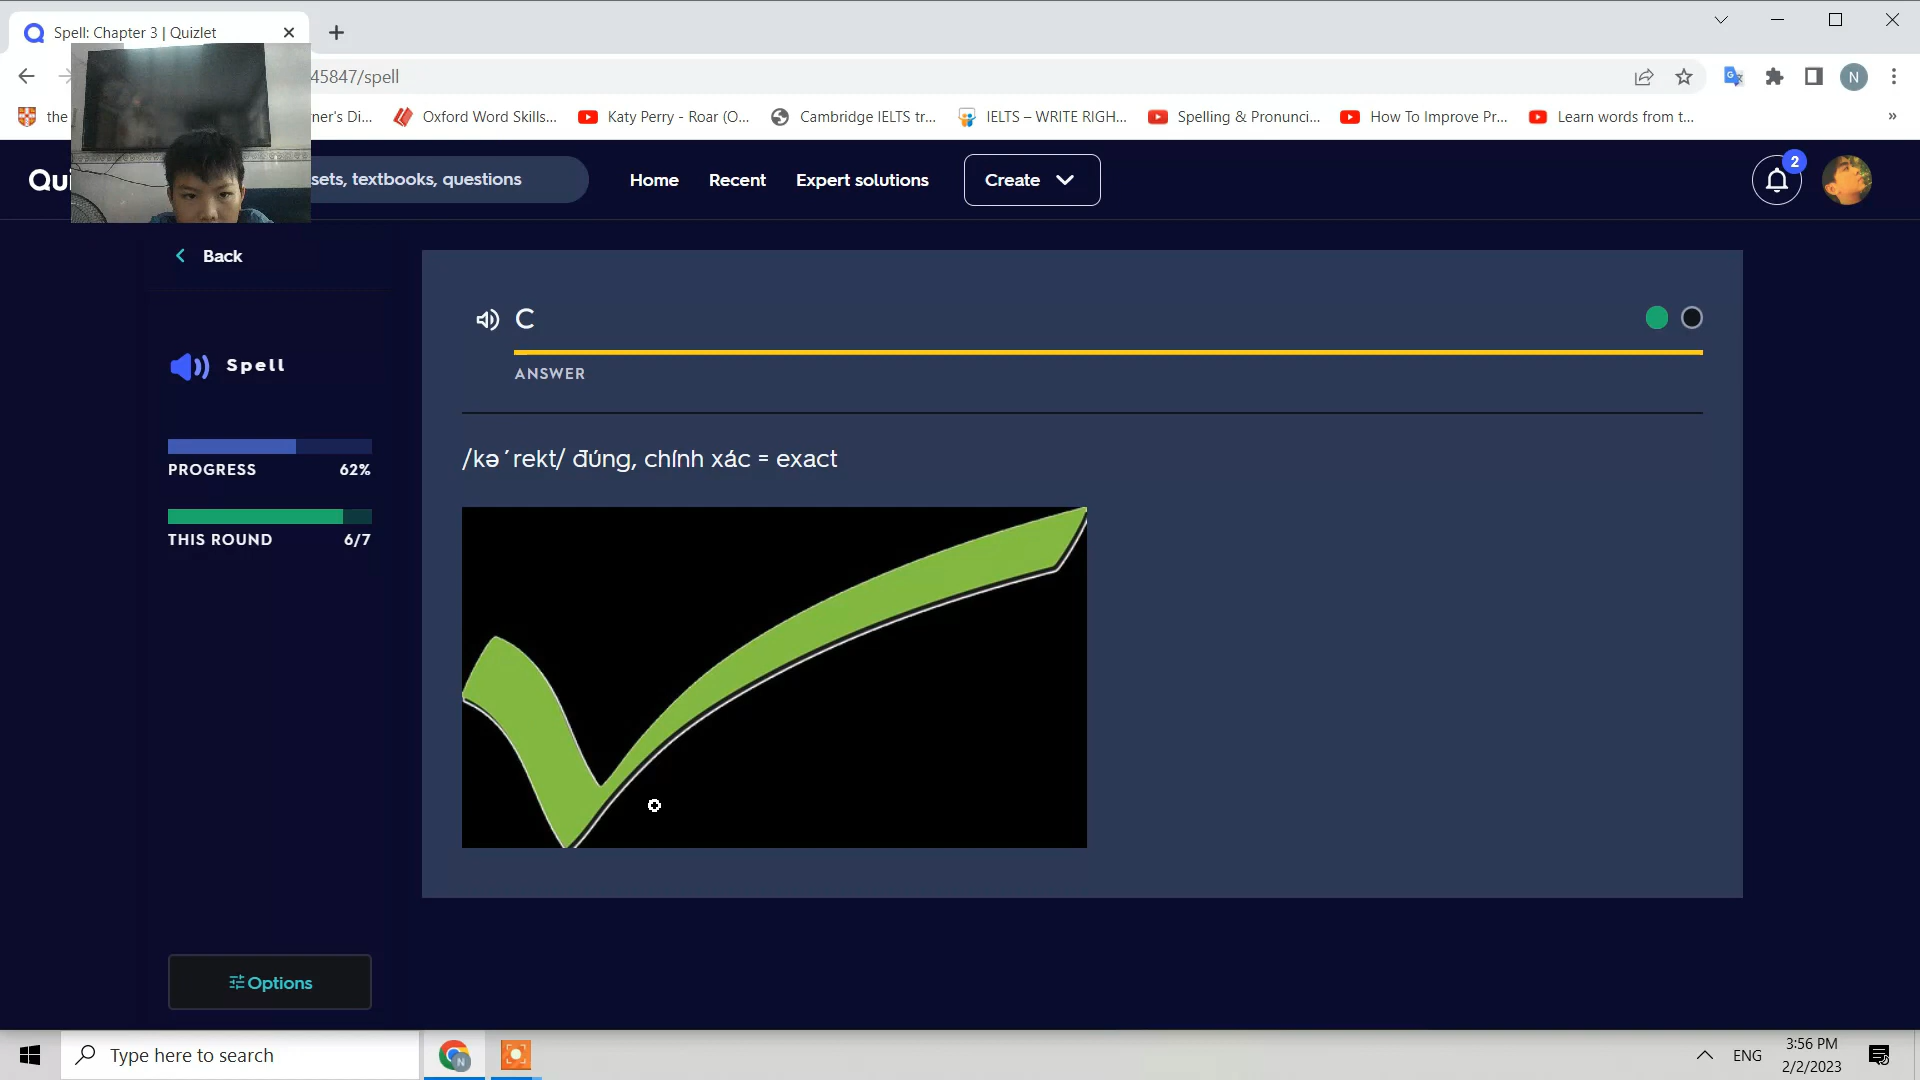 Spell: Chapter 3 | Quizlet
45847/spell
the
ner's Di...
Oxford Word Skills...
Katy Perry - Roar (O...
Cambridge IELTS tr...
IELTS – WRITE RIGH...
Spelling & Pronunci...
How To Improve Pr...
Learn words from t...
»
N
Qui
sets, textbooks, questions
Home
Recent
Expert solutions
Create
2
Back
C
ANSWER
Spell
PROGRESS 62%
THIS ROUND 6/7
/kəˊrekt/ đúng, chính xác = exact
Options
Type here to search
N
ENG
3:56 PM
2/2/2023